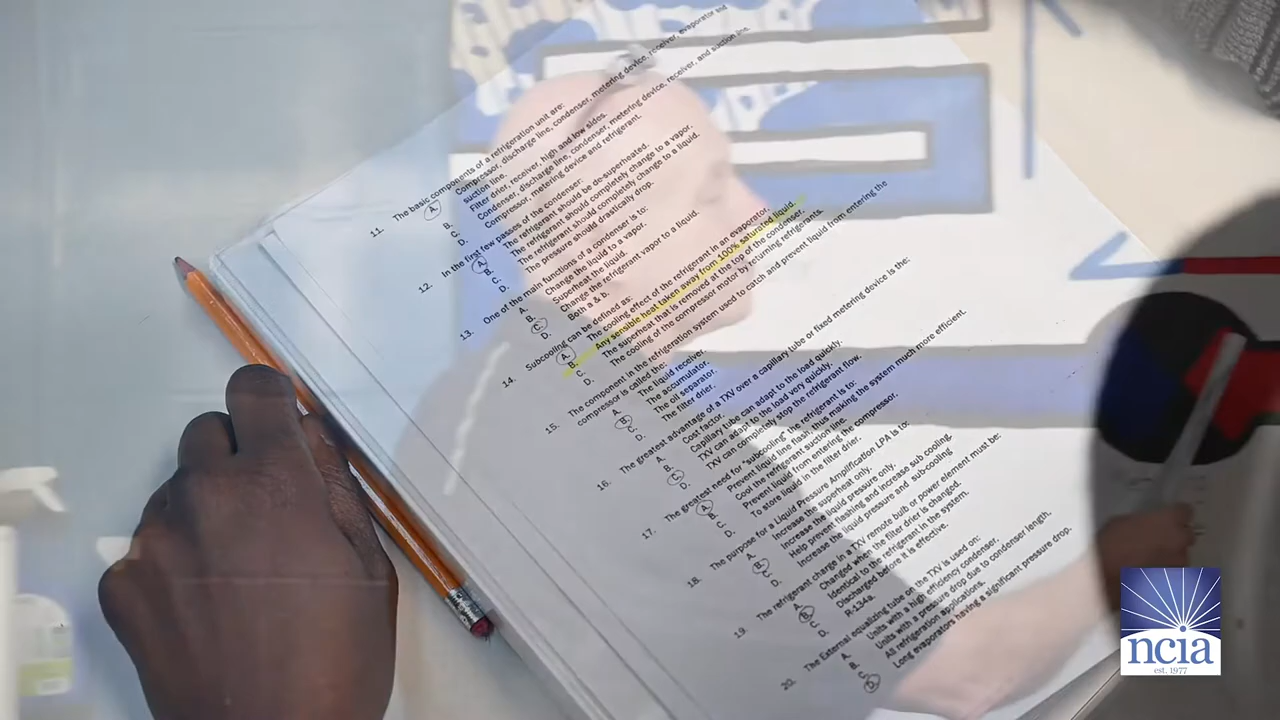 11. The basic components of a refrigeration unit are:
A. Compressor, discharge line, condenser, metering device, receiver, evaporator and
suction line.
B. Filter drier, receiver, high and low sides.
C. Condenser, discharge line, condenser, metering device, receiver, and suction line.
D. Compressor, metering device and refrigerant.
12. In the first few passes of the condenser,
A. The refrigerant should be de-superheated.
B. The refrigerant should completely change to a vapor.
C. The refrigerant should completely change to a liquid.
D. The pressure should drastically drop.
13. One of the main functions of a condenser is to:
A. Change the liquid to a vapor.
B. Superheat the liquid.
C. Change the refrigerant vapor to a liquid.
D. Both a & b.
14. Subcooling can be defined as:
A. The cooling effect of the refrigerant in an evaporator.
B. Any sensible heat taken away from 100% saturated liquid.
C. The superheat that is removed at the top of the condenser.
D. The cooling of the compressor motor by returning refrigerants.
15. The component in the refrigeration system used to catch and prevent liquid from entering the
compressor is called the:
A. The liquid receiver.
B. The accumulator.
C. The oil separator.
D. The filter drier.
16. The greatest advantage of a TXV over a capillary tube or fixed metering device is the:
A. Cost factor.
B. Capillary tube can adapt to the load quickly.
C. TXV can adapt to the load very quickly.
D. TXV can completely stop the refrigerant flow.
17. The greatest need for "subcooling" the refrigerant is to:
A. Prevent liquid line flash, thus making the system much more efficient.
B. Cool the refrigerant suction line.
C. Prevent liquid from entering the compressor.
D. To store liquid in the filter drier.
18. The purpose for a Liquid Pressure Amplification LPA is to:
A. Increase the superheat only.
B. Increase the liquid pressure only.
C. Help prevent flashing and increase sub cooling.
D. Increase the liquid pressure and subcooling
19. The refrigerant charge in a TXV remote bulb or power element must be:
A. Changed when the filter drier is changed.
B. Identical to the refrigerant in the system.
C. Discharged before it is effective.
D. R-134a.
20. The External equalizing tube on the TXV is used on:
A. Units with a high efficiency condenser.
B. Units with a pressure drop due to condenser length.
C. All refrigeration applications.
D. Long evaporators having a significant pressure drop.
ncia
est. 1977